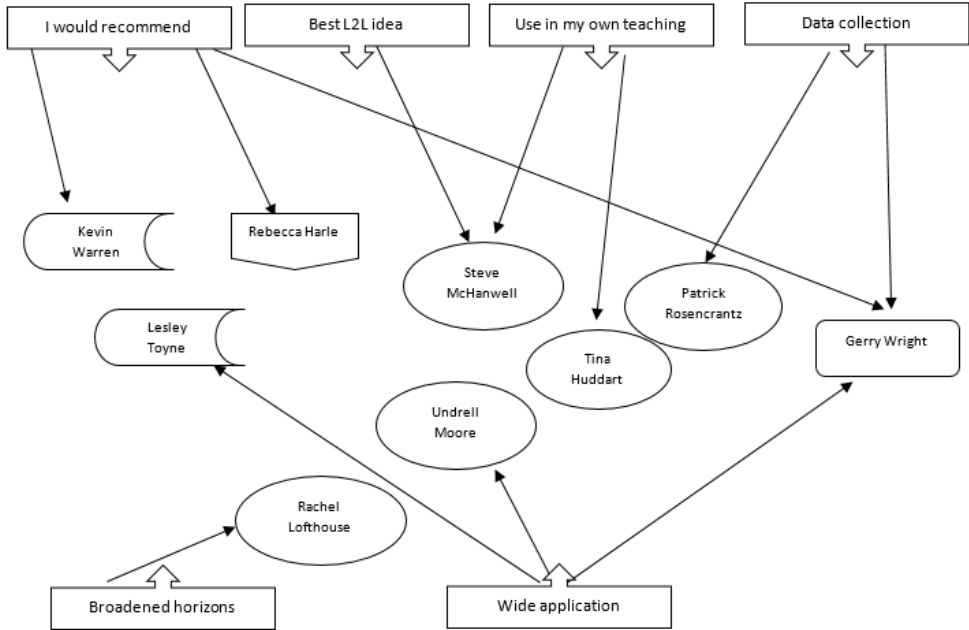 I would recommend
Best L2L idea
Use in my own teaching
Data collection
Kevin
Warren
Rebecca Harle
Steve
McHanwell
Patrick
Rosencrantz
Lesley
Toyne
Tina
Huddart
Gerry Wright
Undrell
Moore
Rachel
Lofthouse
Broadened horizons
Wide application